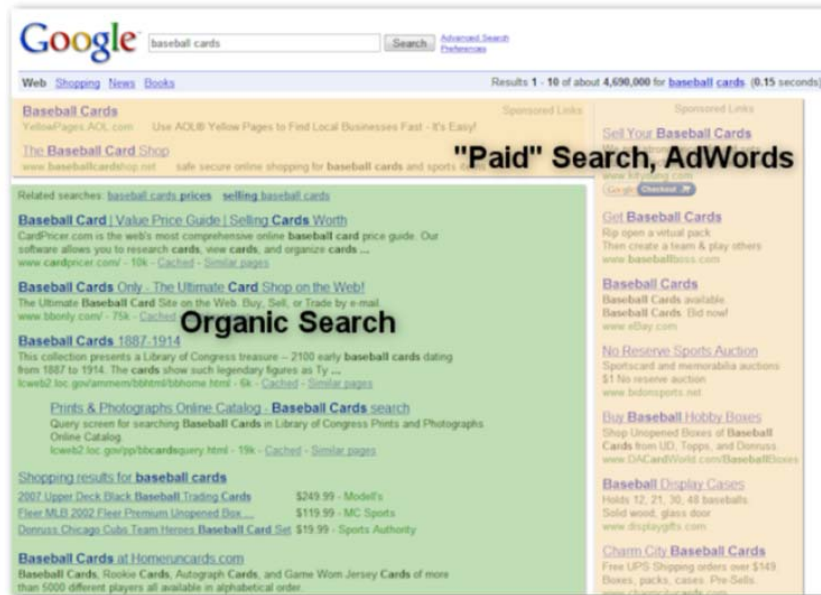 Google
baseball cards
Search
Advanced Search
Preferences
Web Shopping News Books
Results 1 - 10 of about 4,690,000 for baseball cards. (0.15 seconds)
Baseball Cards
Sponsored Links
YellowPages.AOL.com Use AOL® Yellow Pages to Find Local Businesses Fast - It's Easy!
The Baseball Card Shop
www.baseballcardshop.net safe secure online shopping for baseball cards and sports
"Paid" Search, AdWords
Related searches: baseball cards prices selling baseball cards
Baseball Card | Value Price Guide | Selling Cards Worth
CardPricer.com is the web's most comprehensive online baseball card price guide. Our
software allows you to research cards, view cards, and organize cards ...
www.cardpricer.com/ - 10k - Cached - Similar pages
Baseball Cards Only - The Ultimate Card Shop on the Web!
The Ultimate Baseball Card Site on the Web. Buy, Sell, or Trade by e-mail.
www.bbonly.com/ - 75k - Cached
Organic Search
Baseball Cards 1887-1914
This collection presents a Library of Congress treasure -- 2100 early baseball cards dating
from 1887 to 1914. The cards show such legendary figures as Ty ...
lcweb2.loc.gov/ammem/bbhtml/bbhome.html - 6k - Cached - Similar pages
Prints & Photographs Online Catalog - Baseball Cards search
Query screen for searching Baseball Cards in Library of Congress Prints and Photographs
Online Catalog.
lcweb2.loc.gov/pp/bbcardsquery.html - 19k - Cached - Similar pages
Shopping results for baseball cards
2007 Upper Deck Black Baseball Trading Cards $249.99 - Modell's
Fleer MLB 2002 Fleer Premium Unopened Box ... $119.99 - MC Sports
Donruss Chicago Cubs Team Heroes Baseball Card Set $19.99 - Sports Authority
Baseball Cards at Homeruncards.com
Baseball Cards, Rookie Cards, Autograph Cards, and Game Worn Jersey Cards of more
than 5000 different players all available in alphabetical order.
Sponsored Links
Sell Your Baseball Cards
Google Checkout
Get Baseball Cards
Rip open a virtual pack
Then create a team & play others
www.baseballboss.com
Baseball Cards
Baseball Cards available
Baseball Cards. Bid now!
www.eBay.com
No Reserve Sports Auction
Sportscard and memorabilia auctions
$1 No reserve auction
www.bidonsports.net
Buy Baseball Hobby Boxes
Shop Unopened Boxes of Baseball
Cards from UD, Topps, and Donruss.
www.DACardWorld.com/BaseballBoxes
Baseball Display Cases
Holds 12, 21, 30, 48 baseballs.
Solid wood, glass door
www.displaygifts.com
Charm City Baseball Cards
Free UPS Shipping orders over $149.
Boxes, packs, cases. Pre-Sells.
www.charmcitycards.com